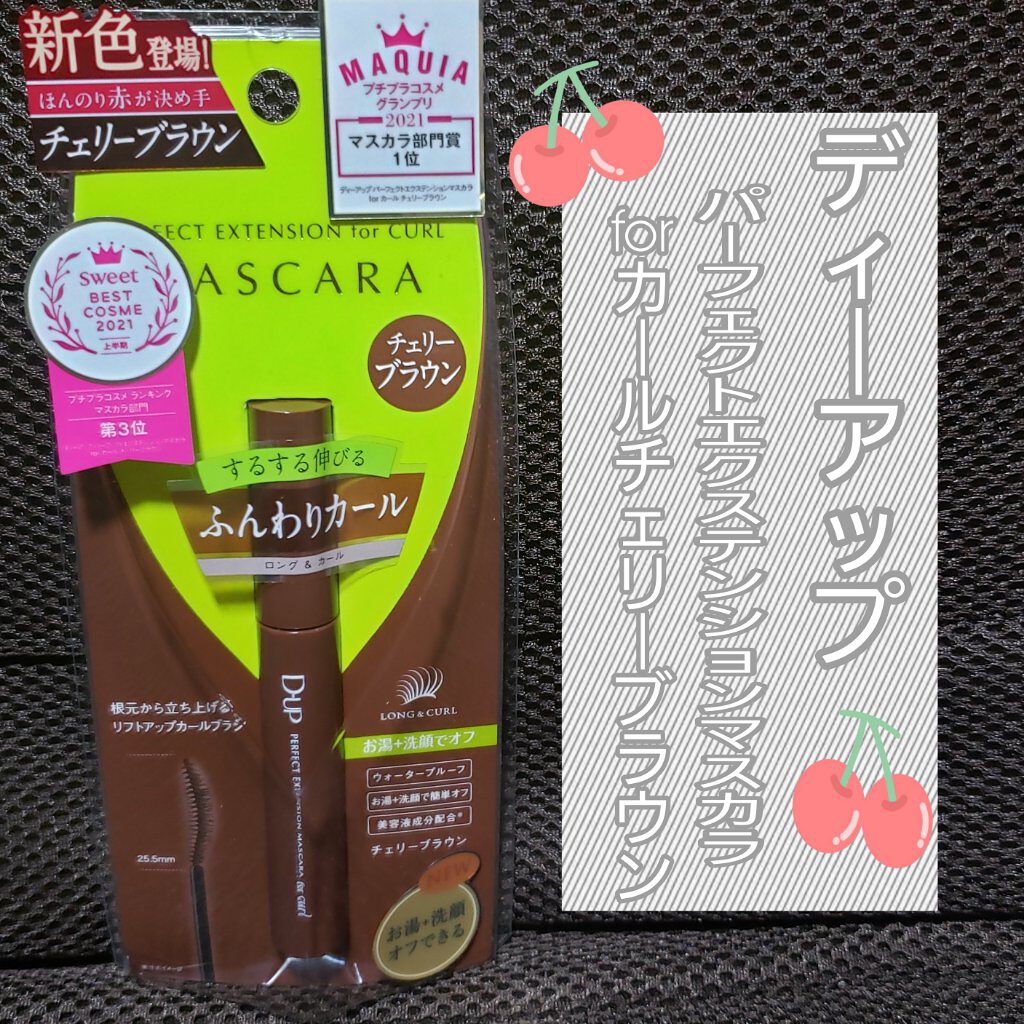 新色登場!
ほんのり赤が決め手
チェリーブラウン
MAQUIA
プチプラコスメ
グランプリ
2021
マスカラ部門賞
1位
ディーアップ パーフェクトエクステンションマスカラ
for カール チェリーブラウン
FECT EXTENSION for CURL
ASCARA
Sweet
BEST
COSME
2021
上半期
プチプラコスメ ランキング
マスカラ部門
第3位
チェリー
ブラウン
するする伸びる
ふんわりカール
ロング & カール
D-UP
PERFECT EXTENSION MASCARA for curl
根元から立ち上げる
リフトアップカールブラシ
25.5mm
LONG & CURL
お湯+洗顔でオフ
ウォータープルーフ
お湯+洗顔で簡単オフ
美容液成分配合※
チェリーブラウン
NEW
お湯+洗顔
オフできる
ディーアップ
パーフェクトエクステンションマスカラ
forカールチェリーブラウン